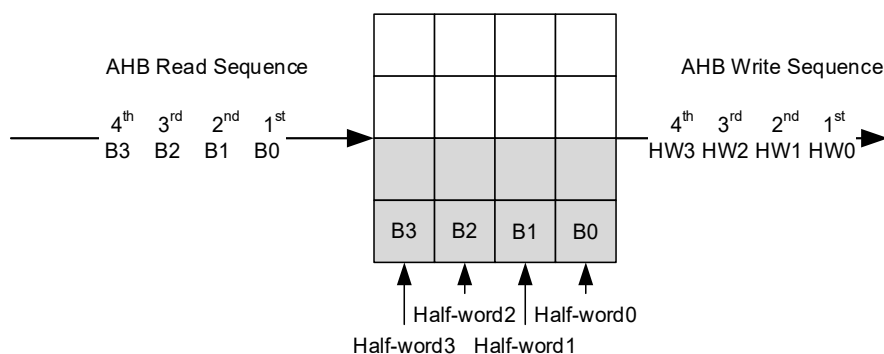 AHB Read Sequence
AHB Write Sequence
4th 3rd 2nd 1st
B3 B2 B1 B0
4th 3rd 2nd 1st
HW3 HW2 HW1 HW0
B3 B2 B1 B0
Half-word2 Half-word0
Half-word3 Half-word1